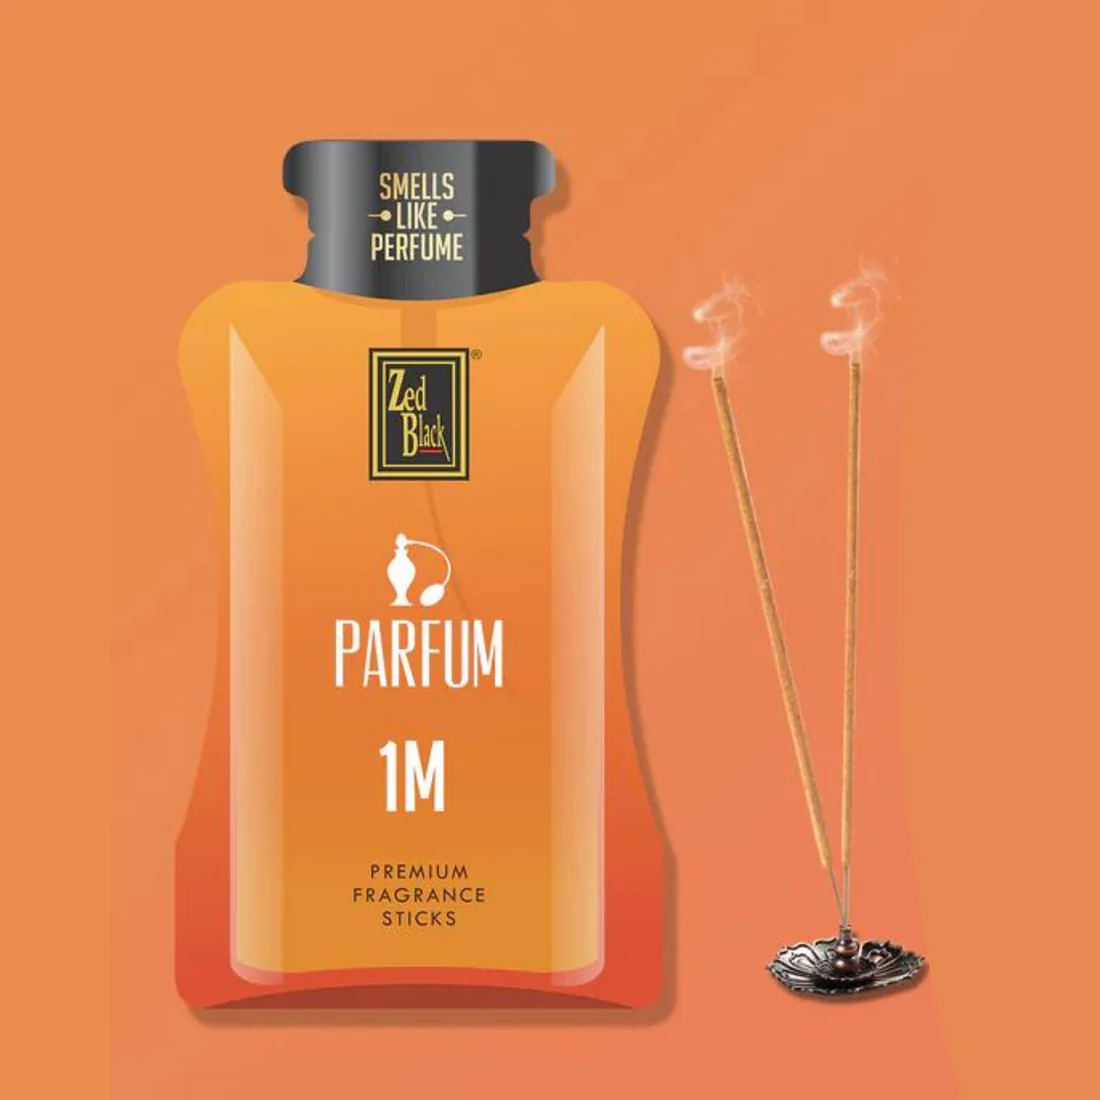 SMELLS
LIKE
PERFUME
Zed
Black
®
PARFUM
1M
PREMIUM
FRAGRANCE
STICKS